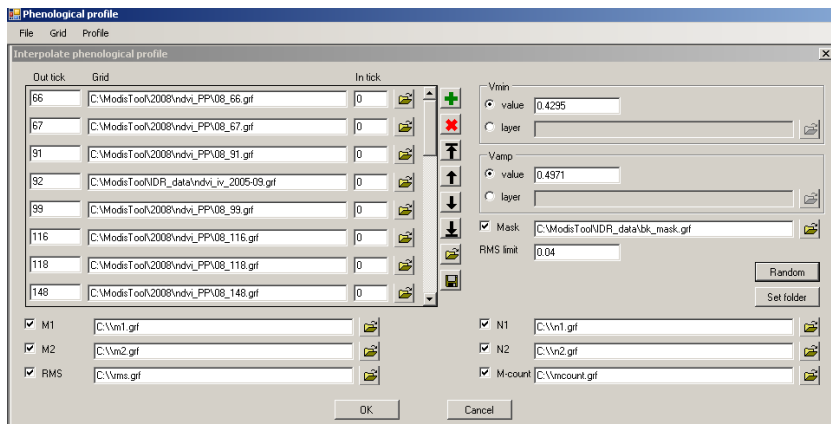 Phenological profile
File Grid Profile
Interpolate phenological profile
Out tick Grid In tick
66 C:\ModisTool\2008\ndvi_PP\08_66.grf 0
67 C:\ModisTool\2008\ndvi_PP\08_67.grf 0
91 C:\ModisTool\2008\ndvi_PP\08_91.grf 0
92 C:\ModisTool\IDR_data\ndvi_iv_2005-09.grf 0
99 C:\ModisTool\2008\ndvi_PP\08_99.grf 0
116 C:\ModisTool\2008\ndvi_PP\08_116.grf 0
118 C:\ModisTool\2008\ndvi_PP\08_118.grf 0
148 C:\ModisTool\2008\ndvi_PP\08_148.grf 0
Vmin
value 0.4295
layer
Vamp
value 0.4971
layer
Mask C:\ModisTool\IDR_data\bk_mask.grf
RMS limit 0.04
Random
Set folder
M1 C:\\m1.grf
M2 C:\\m2.grf
RMS C:\\rms.grf
N1 C:\\n1.grf
N2 C:\\n2.grf
M-count C:\\mcount.grf
OK Cancel